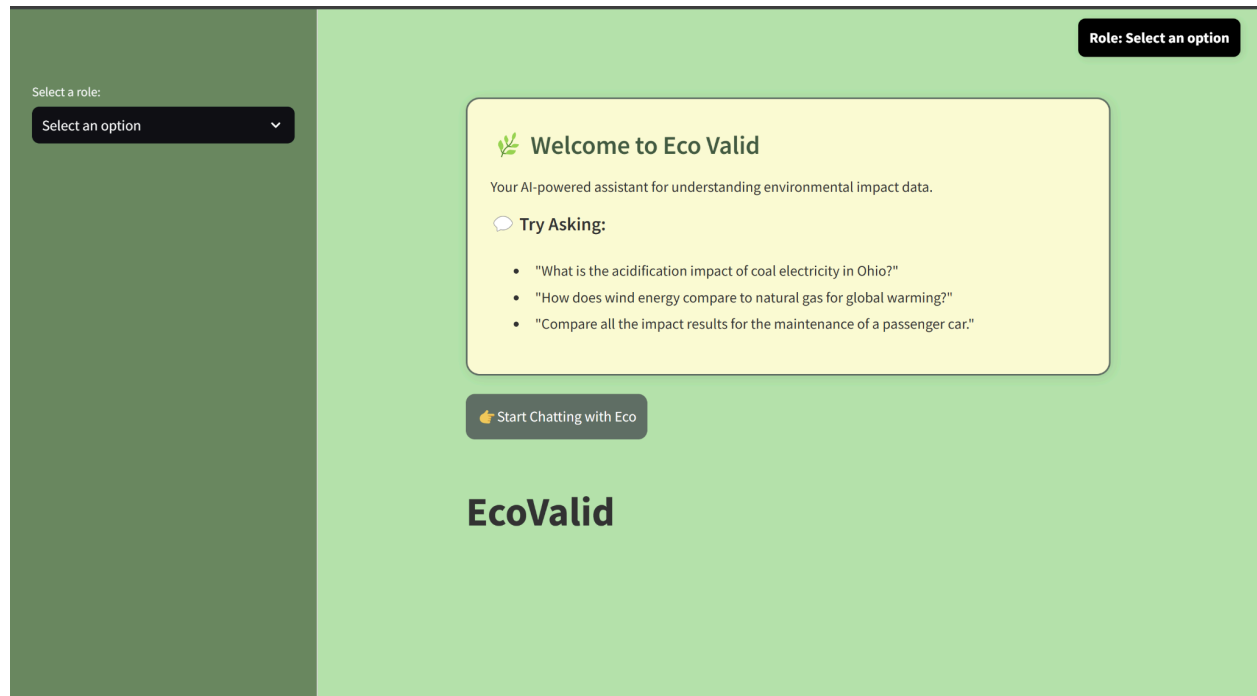 Role: Select an option
Select a role:
Select an option
🌿 Welcome to Eco Valid
Your AI-powered assistant for understanding environmental impact data.
💬 Try Asking:
• "What is the acidification impact of coal electricity in Ohio?"
• "How does wind energy compare to natural gas for global warming?"
• "Compare all the impact results for the maintenance of a passenger car."
👉Start Chatting with Eco
EcoValid